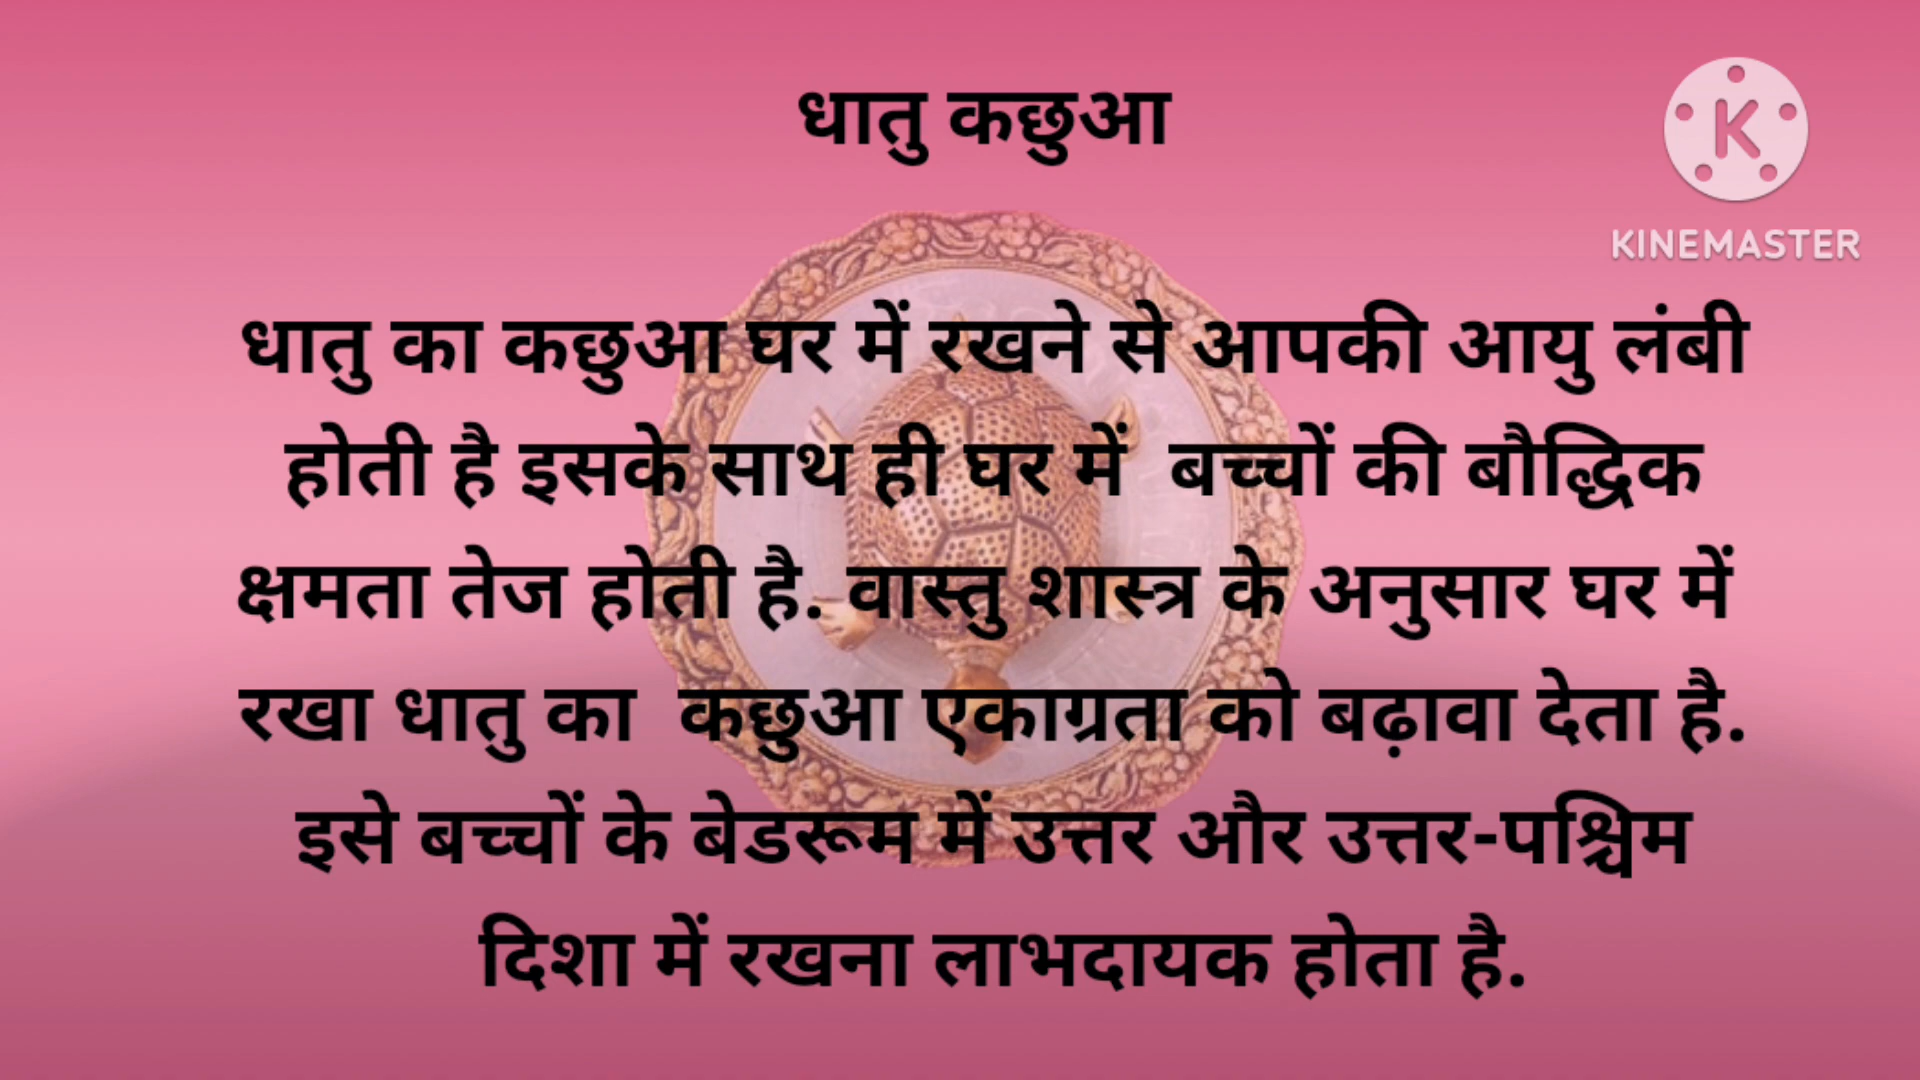 धातु कछुआ
KINEMASTER
धातु का कछुआ घर में रखने से आपकी आयु लंबी
होती है इसके साथ ही घर में बच्चों की बौद्धिक
क्षमता तेज होती है. वास्तु शास्त्र के अनुसार घर में
रखा धातु का कछुआ एकाग्रता को बढ़ावा देता है.
इसे बच्चों के बेडरूम में उत्तर और उत्तर-पश्चिम
दिशा में रखना लाभदायक होता है.